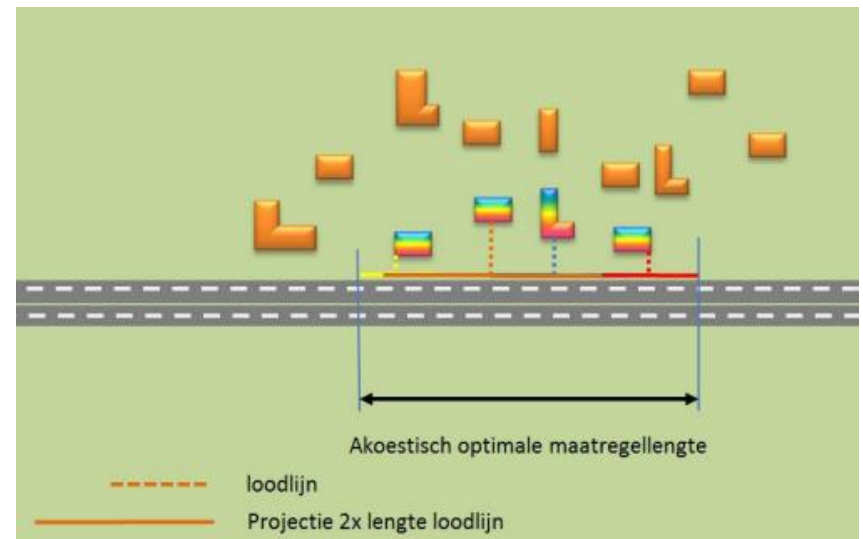 Akoestisch optimale maatregellengte
loodlijn
Projectie 2x lengte loodlijn